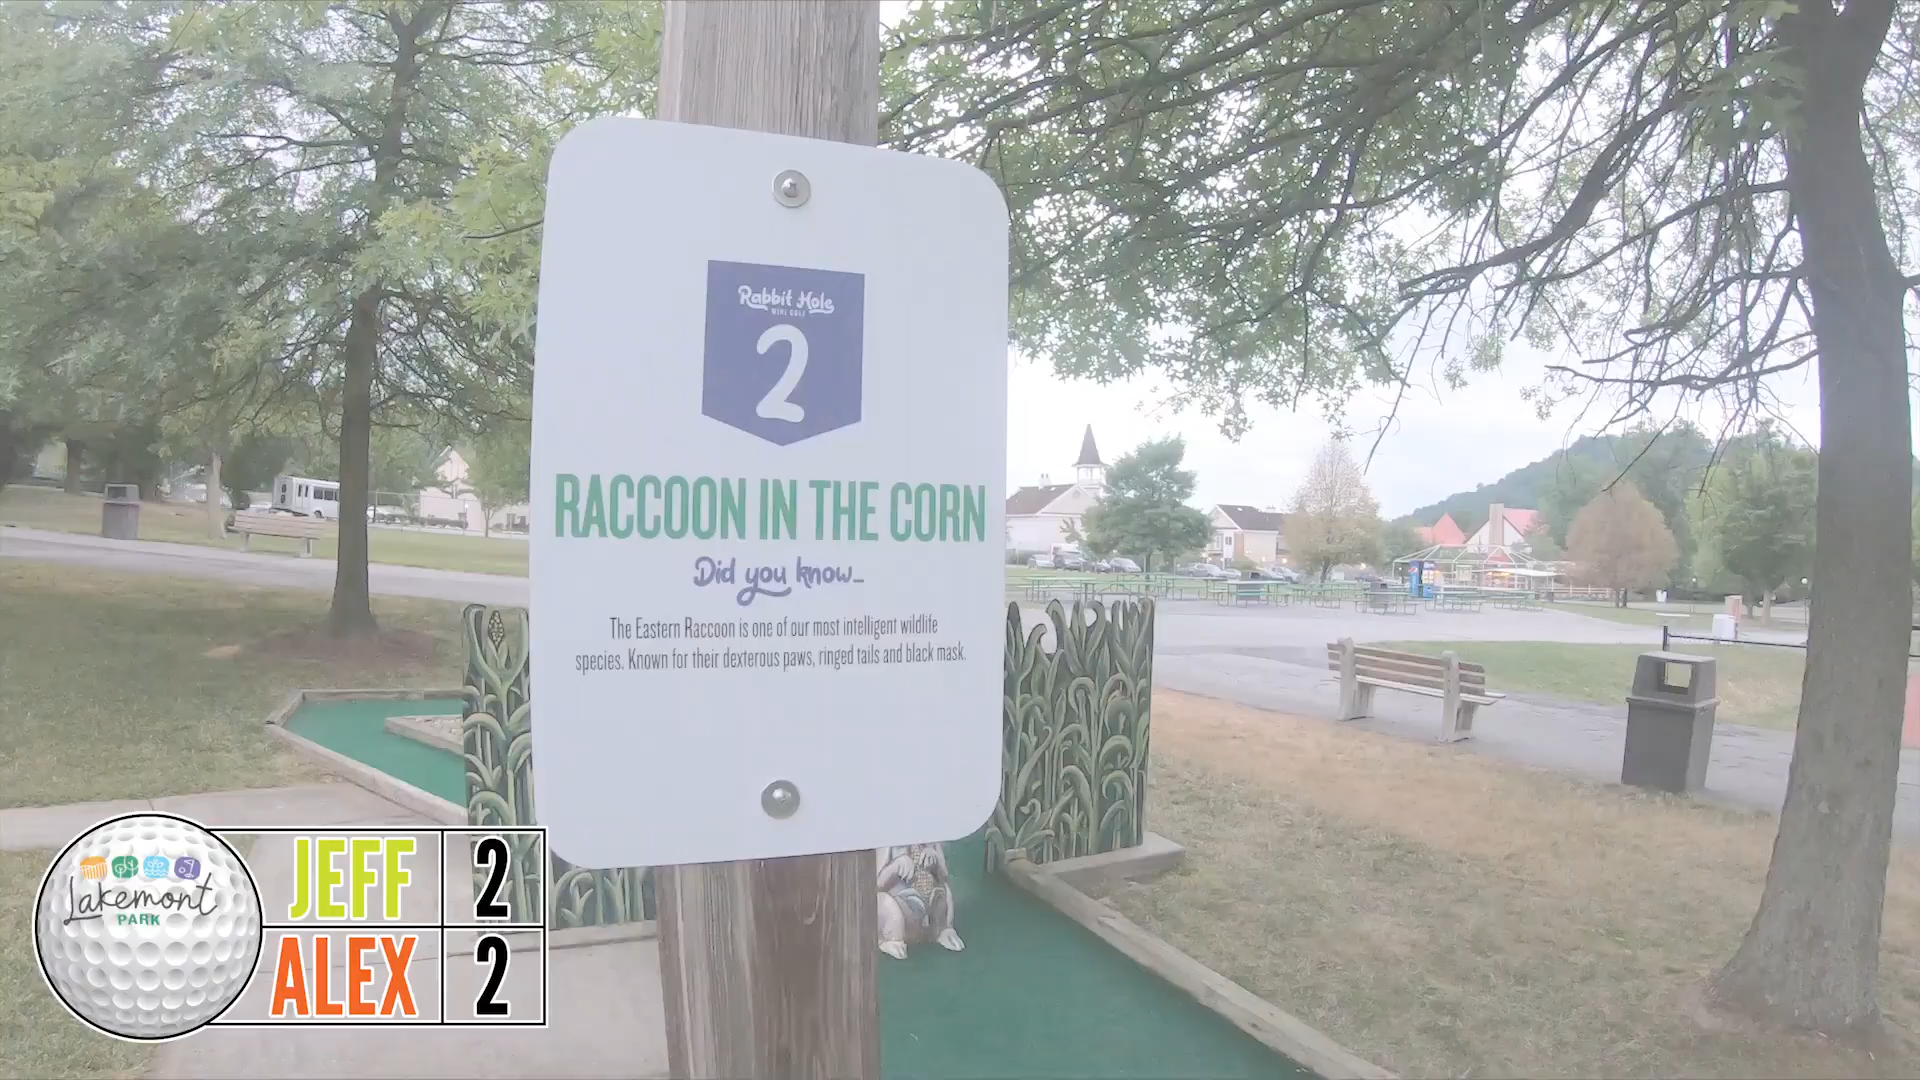 Rabbit Hole
MINI GOLF
2
RACCOON IN THE CORN
Did you know...
The Eastern Raccoon is one of our most intelligent wildlife
species. Known for their dexterous paws, ringed tails and black mask.
Lakemont
PARK
JEFF 2
ALEX 2